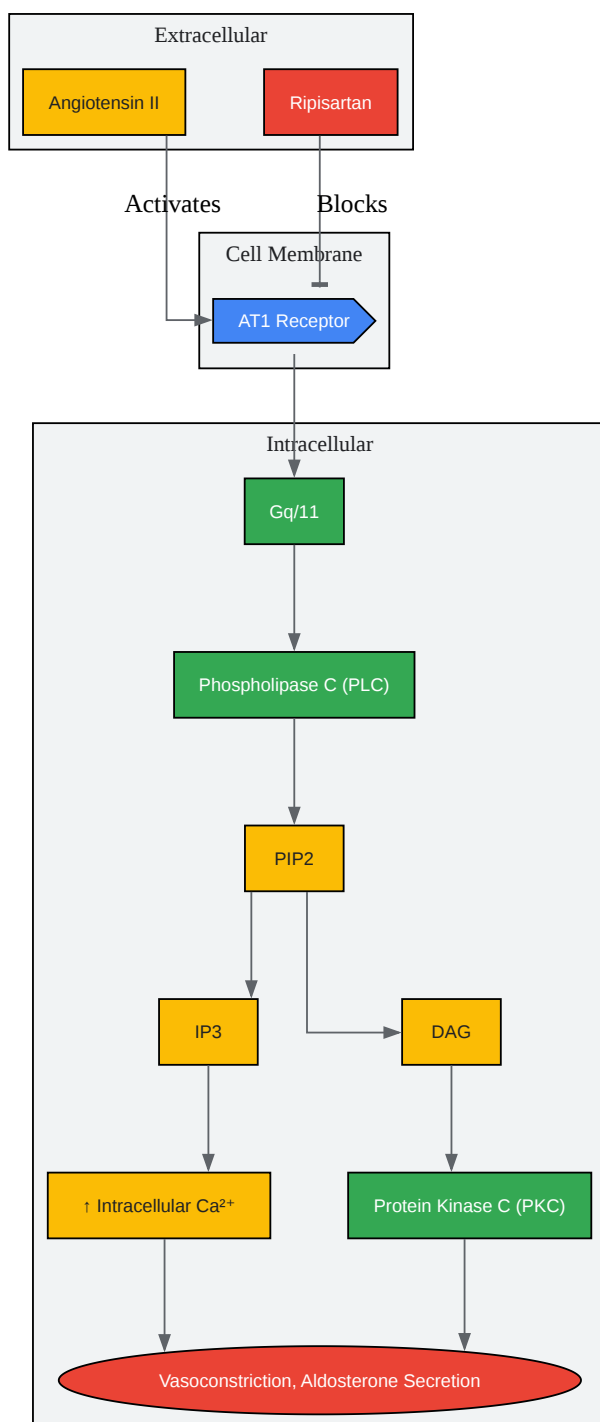 Extracellular
Angiotensin II
Ripisartan
Activates
Blocks
Cell Membrane
AT1 Receptor
Intracellular
Gq/11
Phospholipase C (PLC)
PIP2
IP3
DAG
↑ Intracellular Ca²⁺
Protein Kinase C (PKC)
Vasoconstriction, Aldosterone Secretion